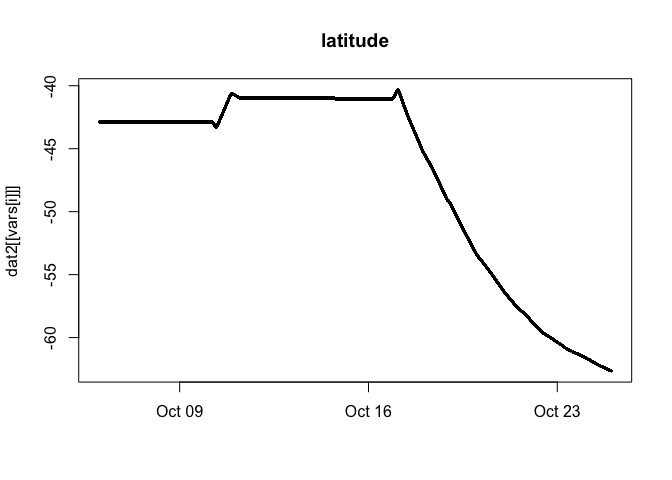 latitude
dat2[[vars[i]]]
-40
-45
-50
-55
-60
Oct 09
Oct 16
Oct 23